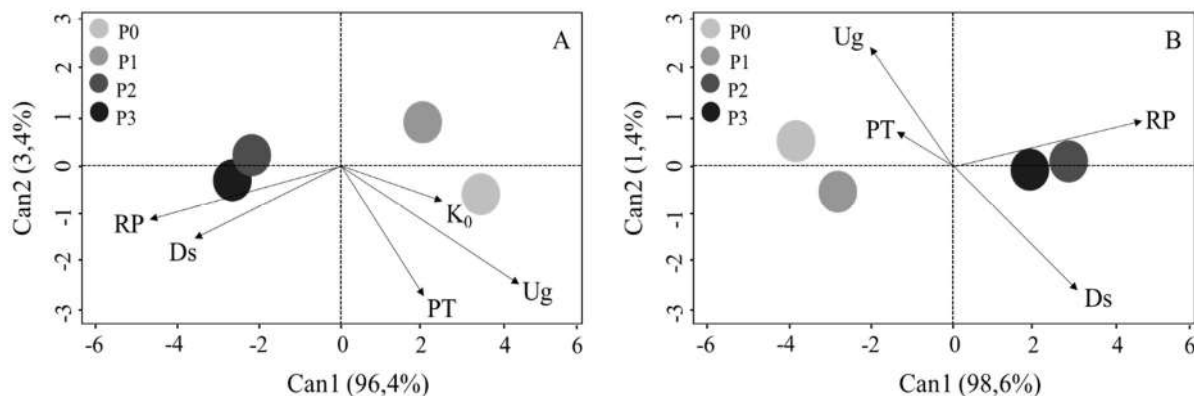 A
P0
P1
P2
P3
3
2
1
0
-1
-2
-3
Can2 (3,4%)
RP
Ds
K₀
PT
Ug
-6
-4
-2
0
2
4
6
Can1 (96,4%)
B
P0
P1
P2
P3
3
2
1
0
-1
-2
-3
Can2 (1,4%)
Ug
PT
RP
Ds
-6
-4
-2
0
2
4
6
Can1 (98,6%)